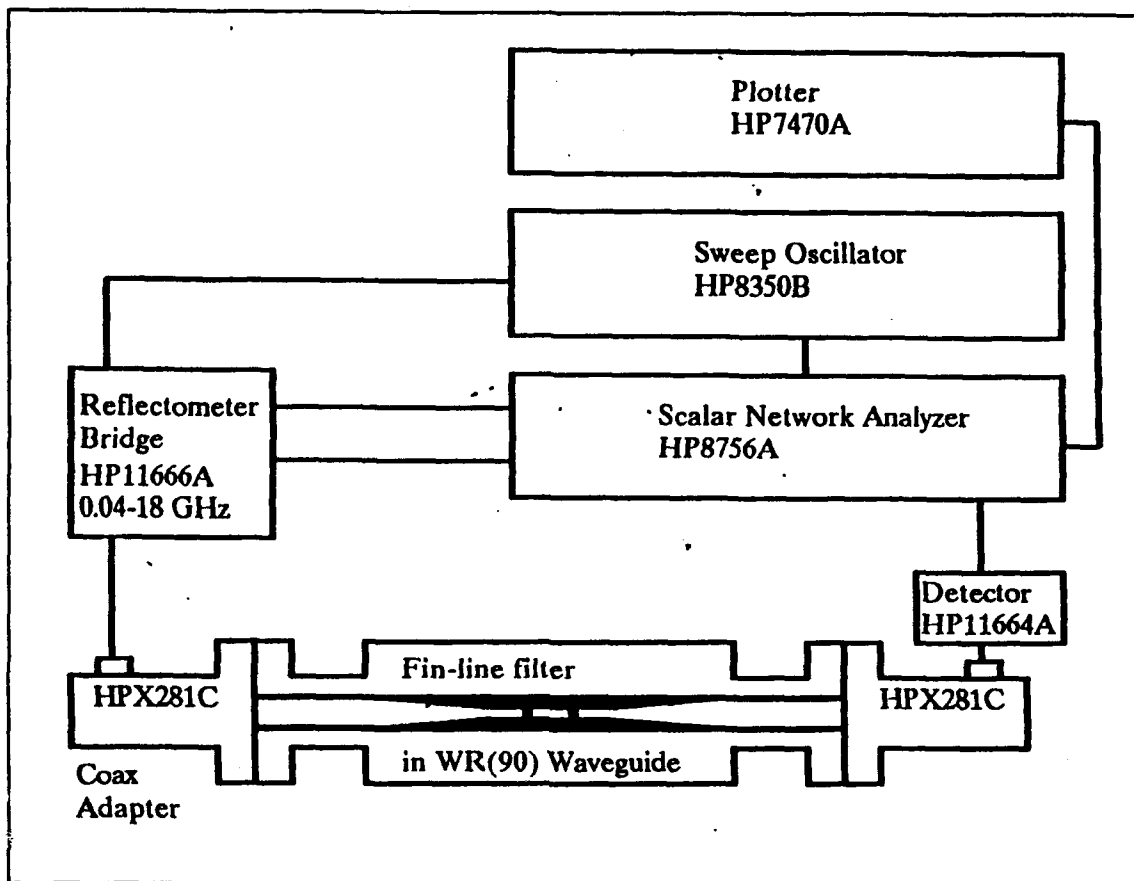 Plotter
HP7470A
Sweep Oscillator
HP8350B
Reflectometer
Bridge
HP11666A
0.04-18 GHz
Scalar Network Analyzer
HP8756A
Detector
HP11664A
Fin-line filter
HPX281C
HPX281C
in WR(90) Waveguide
Coax
Adapter